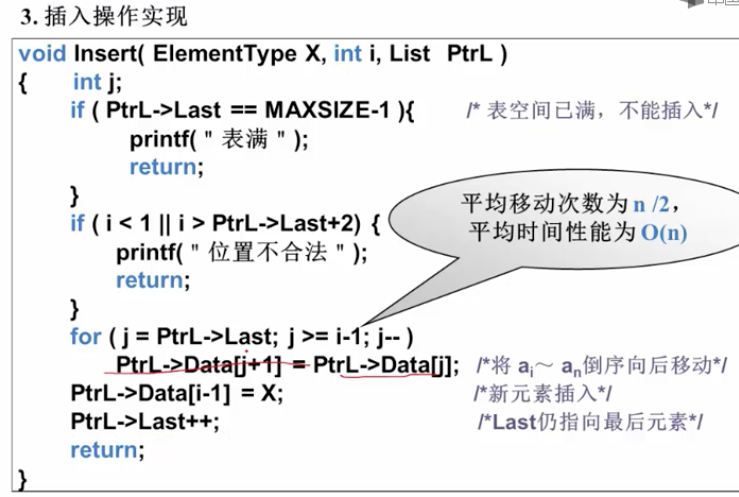 3. 插入操作实现
void Insert( ElementType X, int i, List PtrL )
{ int j;
if ( PtrL->Last == MAXSIZE-1 ){ /* 表空间已满，不能插入*/
printf( " 表满 " );
return;
}
if ( i < 1 || i > PtrL->Last+2) {
printf( " 位置不合法 " );
return;
}
平均移动次数为 n /2，
平均时间性能为 O(n)
for ( j = PtrL->Last; j >= i-1; j-- )
PtrL->Data[j+1] = PtrL->Data[j]; /*将 ai～ an倒序向后移动*/
PtrL->Data[i-1] = X; /*新元素插入*/
PtrL->Last++; /*Last仍指向最后元素*/
return;
}